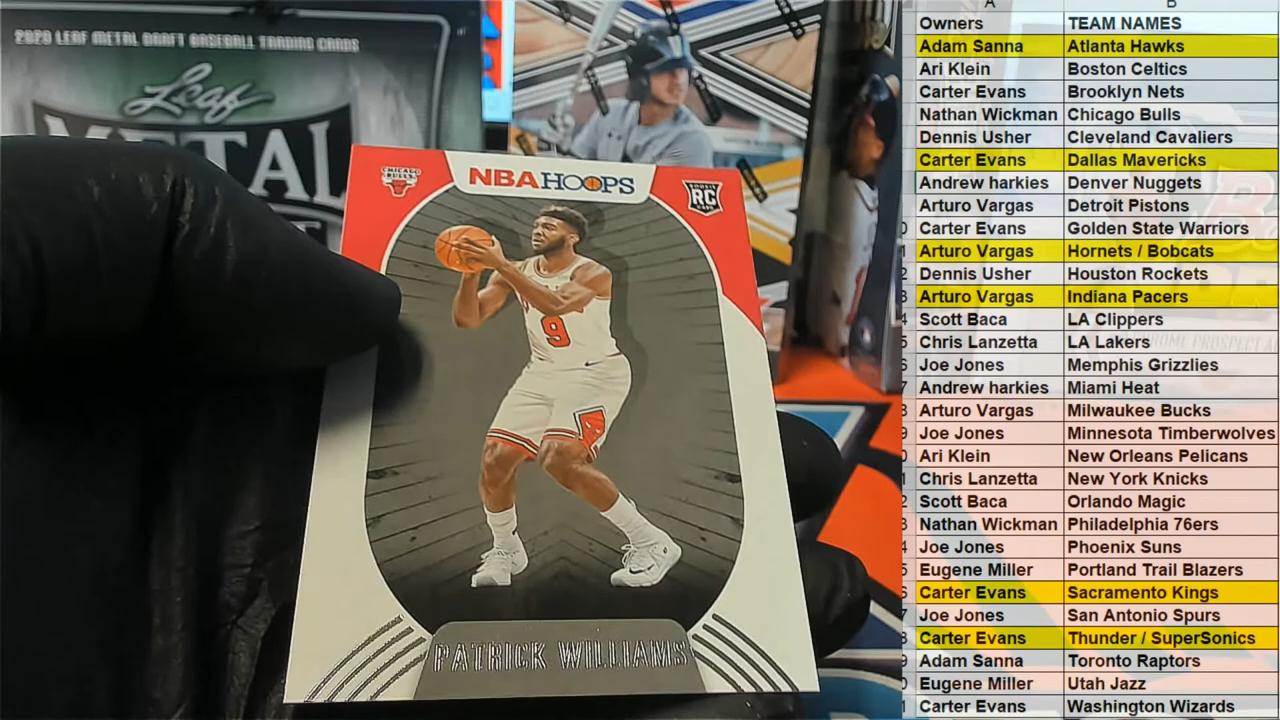 2020 LEAF METAL DRAFT BASEBALL TRADING CARDS
Leaf
METAL
CHICAGO
BULLS
NBA HOOPS
ROOKIE
RC
CARD
9
PATRICK WILLIAMS
A B
Owners TEAM NAMES
Adam Sanna Atlanta Hawks
Ari Klein Boston Celtics
Carter Evans Brooklyn Nets
Nathan Wickman Chicago Bulls
Dennis Usher Cleveland Cavaliers
Carter Evans Dallas Mavericks
Andrew harkies Denver Nuggets
Arturo Vargas Detroit Pistons
Carter Evans Golden State Warriors
Arturo Vargas Hornets / Bobcats
Dennis Usher Houston Rockets
Arturo Vargas Indiana Pacers
Scott Baca LA Clippers
Chris Lanzetta LA Lakers
Joe Jones Memphis Grizzlies
Andrew harkies Miami Heat
Arturo Vargas Milwaukee Bucks
Joe Jones Minnesota Timberwolves
Ari Klein New Orleans Pelicans
Chris Lanzetta New York Knicks
Scott Baca Orlando Magic
Nathan Wickman Philadelphia 76ers
Joe Jones Phoenix Suns
Eugene Miller Portland Trail Blazers
Carter Evans Sacramento Kings
Joe Jones San Antonio Spurs
Carter Evans Thunder / SuperSonics
Adam Sanna Toronto Raptors
Eugene Miller Utah Jazz
Carter Evans Washington Wizards